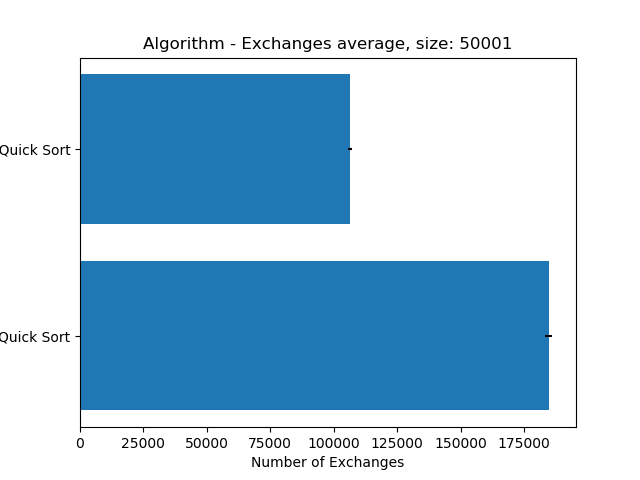 Algorithm - Exchanges average, size: 50001
Quick Sort
Quick Sort
0 25000 50000 75000 100000 125000 150000 175000
Number of Exchanges